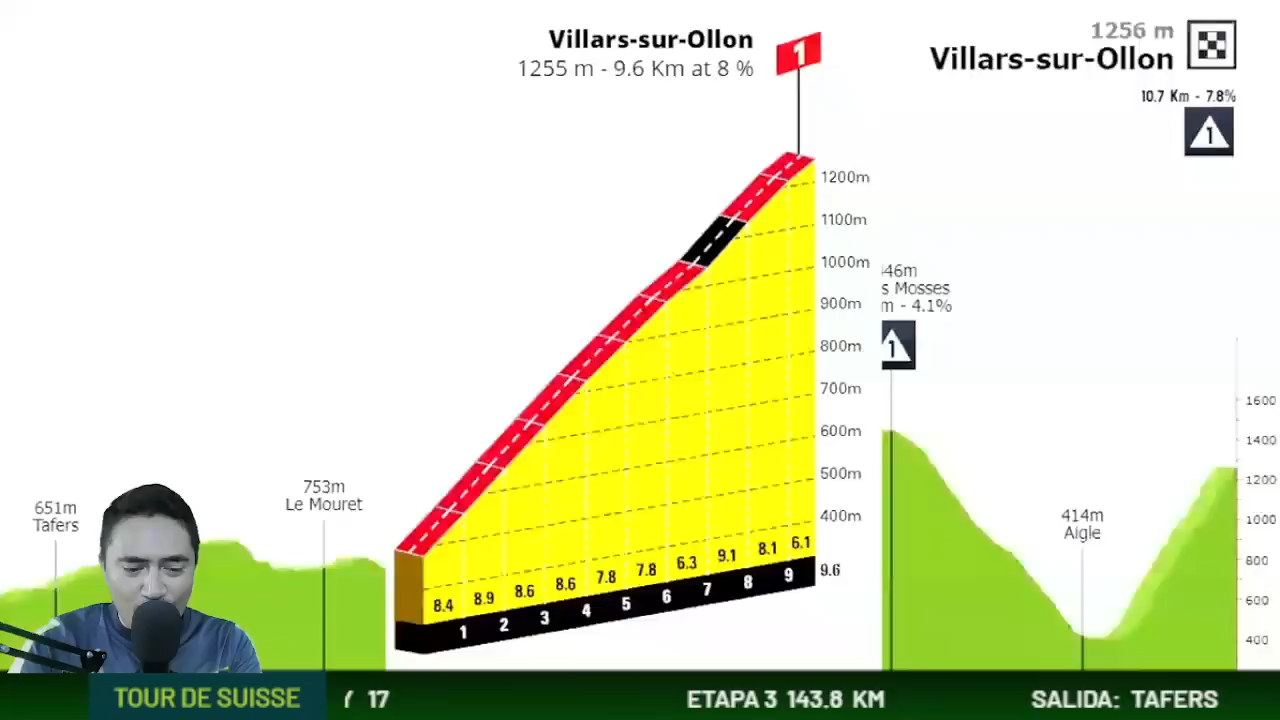 Villars-sur-Ollon
1255 m - 9.6 Km at 8 %
1
1256 m
Villars-sur-Ollon
10.7 Km - 7.8%
1
1200m
1100m
1000m
900m
800m
700m
600m
500m
400m
46m
s Mosses
m - 4.1%
1
651m
Tafers
753m
Le Mouret
414m
Aigle
1600
1400
1200
1000
800
600
400
8.4 8.9 8.6 8.6 7.8 7.8 6.3 9.1 8.1 6.1
1 2 3 4 5 6 7 8 9 9.6
TOUR DE SUISSE 17 ETAPA 3 143.8 KM SALIDA: TAFERS